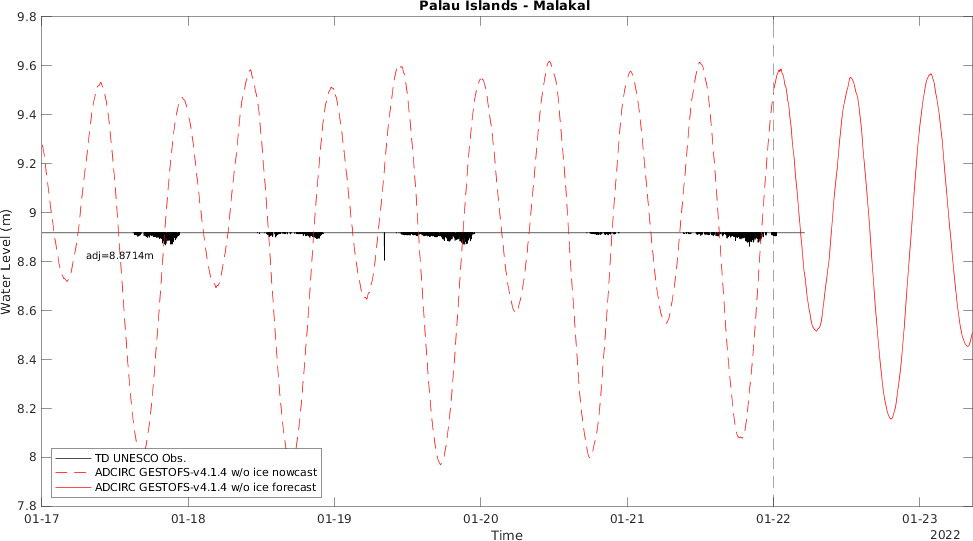 Palau Islands - Malakal
9.8
9.6
9.4
9.2
9
8.8
8.6
8.4
8.2
8
7.8
Water Level (m)
adj=8.8714m
TD UNESCO Obs.
ADCIRC GESTOFS-v4.1.4 w/o ice nowcast
ADCIRC GESTOFS-v4.1.4 w/o ice forecast
01-17 01-18 01-19 01-20 01-21 01-22 01-23
Time
2022